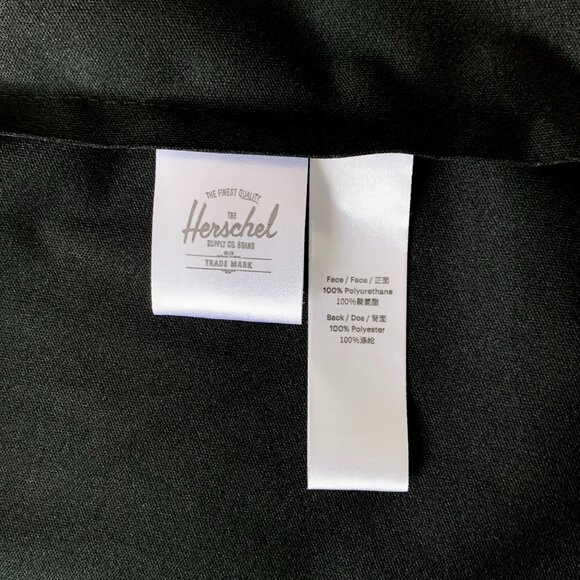 THE FINEST QUALITY
THE
Herschel
SUPPLY CO. BRAND
TRADE MARK
Face / Face / 正面
100% Polyurethane
100%聚氨酯
Back / Dos / 背面
100% Polyester
100%涤纶